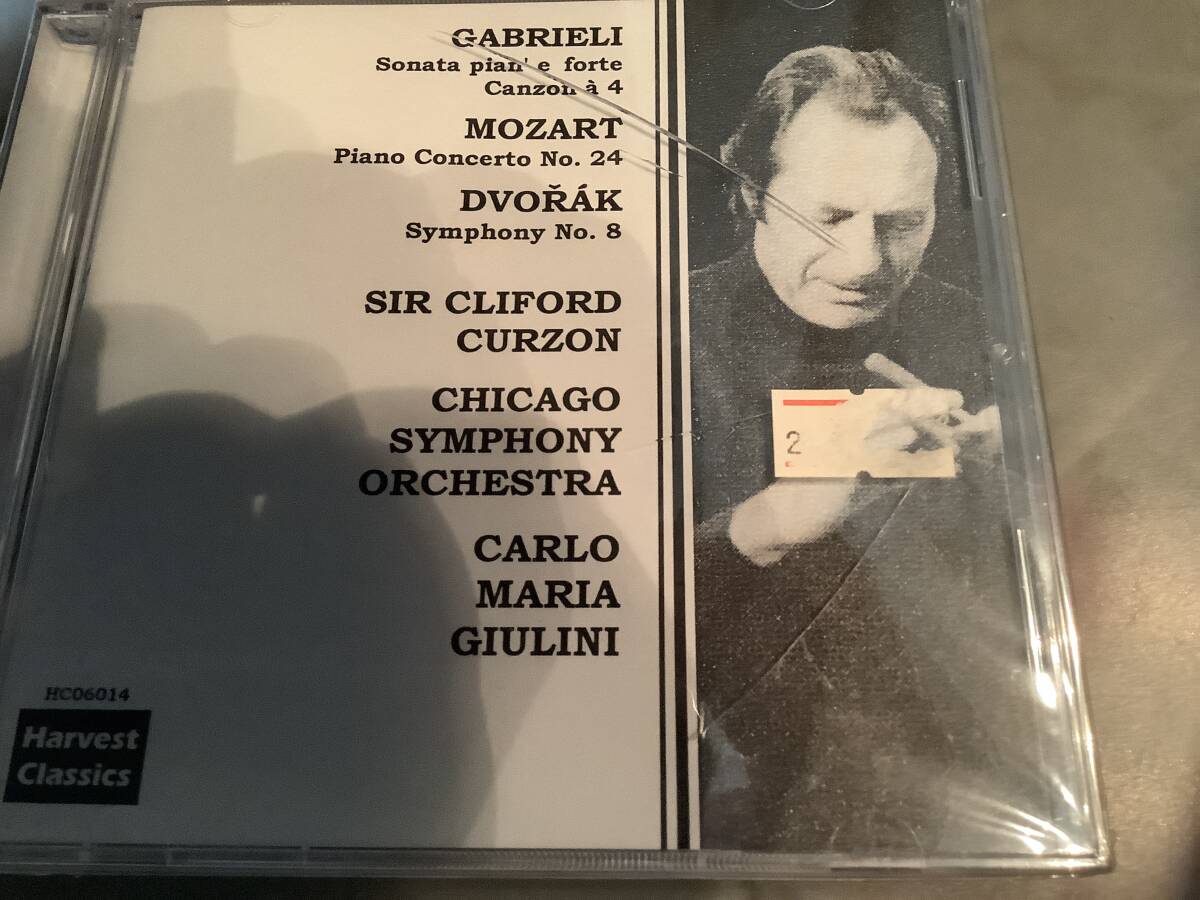 GABRIELI
Sonata pian' e forte
Canzon à 4
MOZART
Piano Concerto No. 24
DVOŘÁK
Symphony No. 8
SIR CLIFORD
CURZON
CHICAGO
SYMPHONY
ORCHESTRA
CARLO
MARIA
GIULINI
2
HC06014
Harvest
Classics